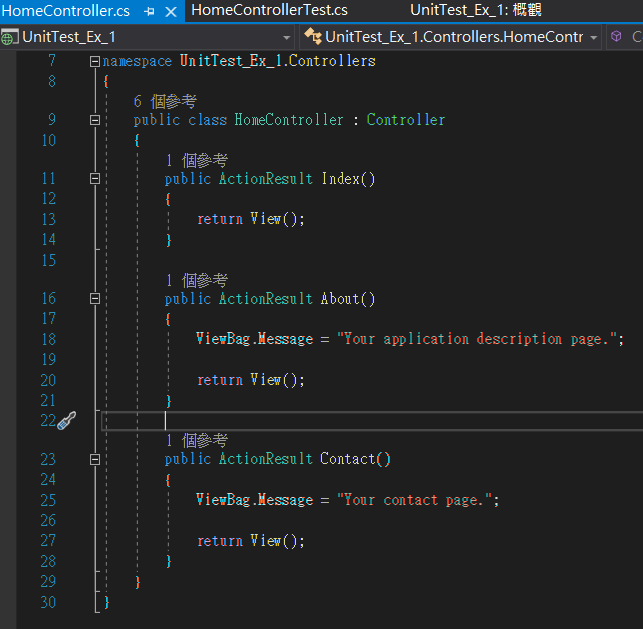 HomeController.cs
HomeControllerTest.cs
UnitTest_Ex_1: 概觀
UnitTest_Ex_1
UnitTest_Ex_1.Controllers.HomeContr
C
7 namespace UnitTest_Ex_1.Controllers
8 {
6 個參考
9 public class HomeController : Controller
10 {
1 個參考
11 public ActionResult Index()
12 {
13 return View();
14 }
15
1 個參考
16 public ActionResult About()
17 {
18 ViewBag.Message = "Your application description page.";
19
20 return View();
21 }
22
1 個參考
23 public ActionResult Contact()
24 {
25 ViewBag.Message = "Your contact page.";
26
27 return View();
28 }
29 }
30 }